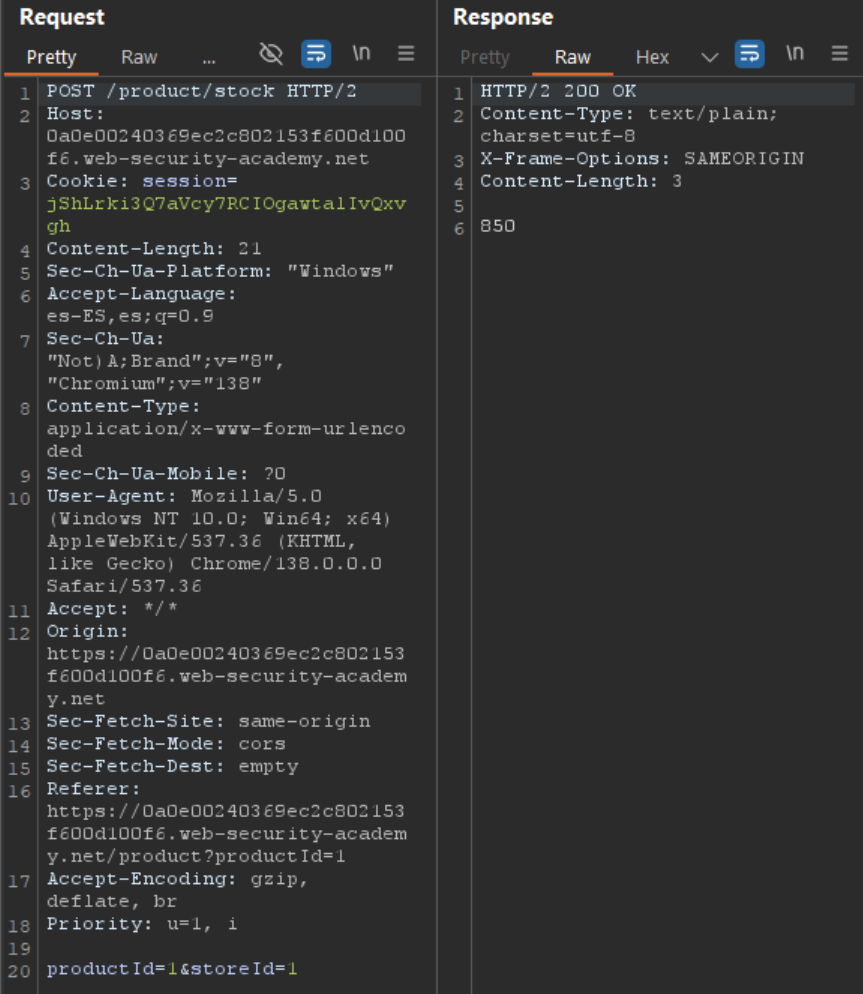 Request
Pretty Raw ... \n
1 POST /product/stock HTTP/2
2 Host:
0a0e00240369ec2c802153f600d100
f6.web-security-academy.net
3 Cookie: session=
jShLrki3Q7aVcy7RCIOgawtalIvQxv
gh
4 Content-Length: 21
5 Sec-Ch-Ua-Platform: "Windows"
6 Accept-Language:
es-ES,es;q=0.9
7 Sec-Ch-Ua:
"Not)A;Brand";v="8",
"Chromium";v="138"
8 Content-Type:
application/x-www-form-urlenco
ded
9 Sec-Ch-Ua-Mobile: ?0
10 User-Agent: Mozilla/5.0
(Windows NT 10.0; Win64; x64)
AppleWebKit/537.36 (KHTML,
like Gecko) Chrome/138.0.0.0
Safari/537.36
11 Accept: */*
12 Origin:
https://0a0e00240369ec2c802153
f600d100f6.web-security-academ
y.net
13 Sec-Fetch-Site: same-origin
14 Sec-Fetch-Mode: cors
15 Sec-Fetch-Dest: empty
16 Referer:
https://0a0e00240369ec2c802153
f600d100f6.web-security-academ
y.net/product?productId=1
17 Accept-Encoding: gzip,
deflate, br
18 Priority: u=1, i
19
20 productId=1&storeId=1
Response
Pretty Raw Hex \n
1 HTTP/2 200 OK
2 Content-Type: text/plain;
charset=utf-8
3 X-Frame-Options: SAMEORIGIN
4 Content-Length: 3
5
6 850